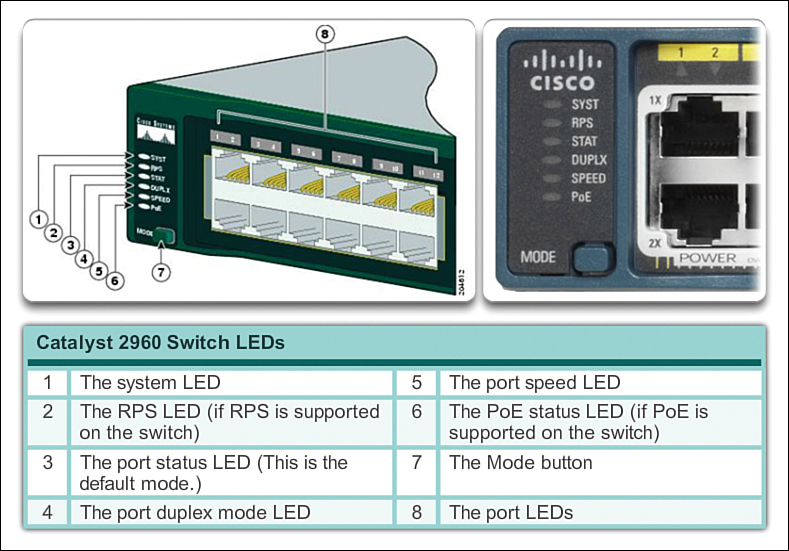 8
CISCO SYSTEMS
1 2 3 4 5 6 7 8 9 10 11 12
SYST
RPS
STAT
DUPLX
SPEED
PoE
MODE
1
2
3
4
5
6
7
204612
CISCO
SYST
RPS
STAT
DUPLX
SPEED
PoE
MODE
1 2
1X
2X
POWER
Catalyst 2960 Switch LEDs
1 The system LED
5 The port speed LED
2 The RPS LED (if RPS is supported
on the switch)
6 The PoE status LED (if PoE is
supported on the switch)
3 The port status LED (This is the
default mode.)
7 The Mode button
4 The port duplex mode LED
8 The port LEDs